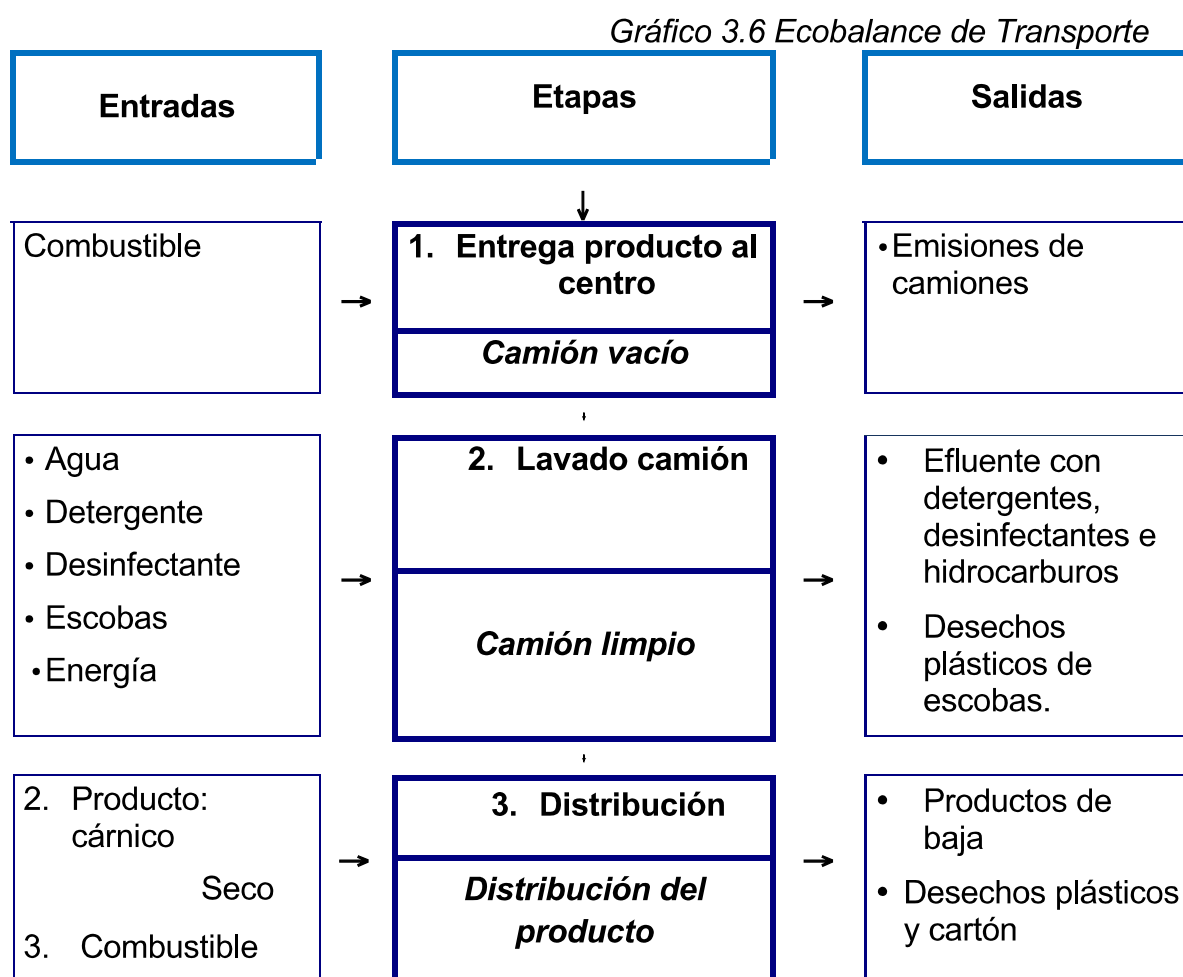 Gráfico 3.6 Ecobalance de Transporte
Entradas
Etapas
Salidas
Combustible
1. Entrega producto al
centro
Camión vacío
•Emisiones de
camiones
• Agua
• Detergente
• Desinfectante
• Escobas
•Energía
2. Lavado camión
Camión limpio
• Efluente con
detergentes,
desinfectantes e
hidrocarburos
• Desechos
plásticos de
escobas.
2. Producto:
cárnico
Seco
3. Combustible
3. Distribución
Distribución del
producto
• Productos de
baja
• Desechos plásticos
y cartón